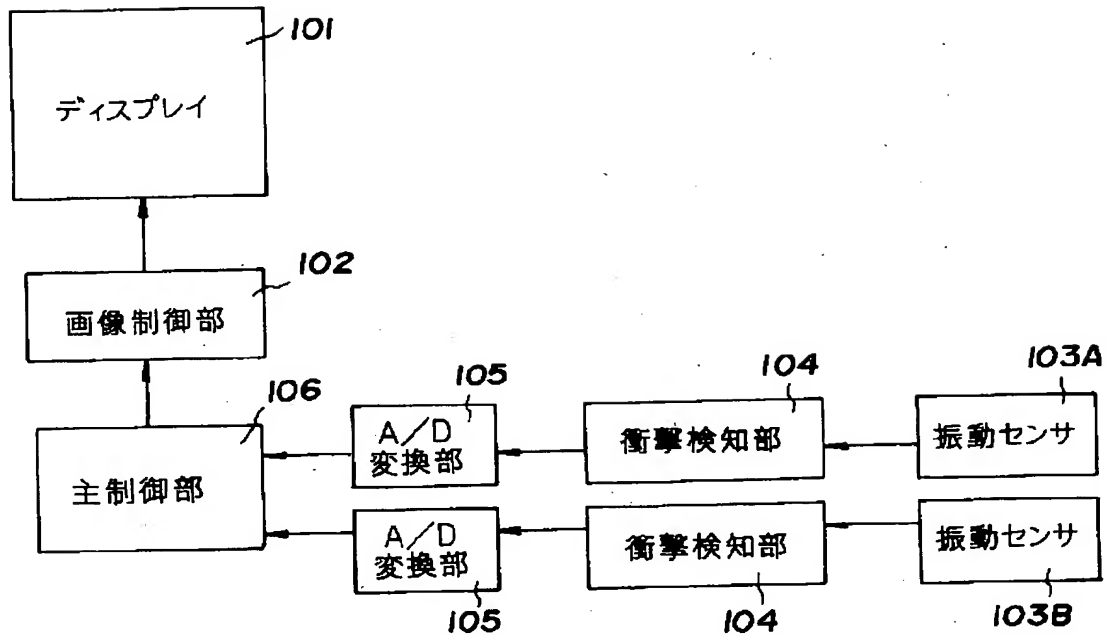 101
ディスプレイ
102
画像制御部
106
主制御部
105
A/D
変換部
104
衝撃検知部
103A
振動センサ
A/D
変換部
105
衝撃検知部
104
振動センサ
103B